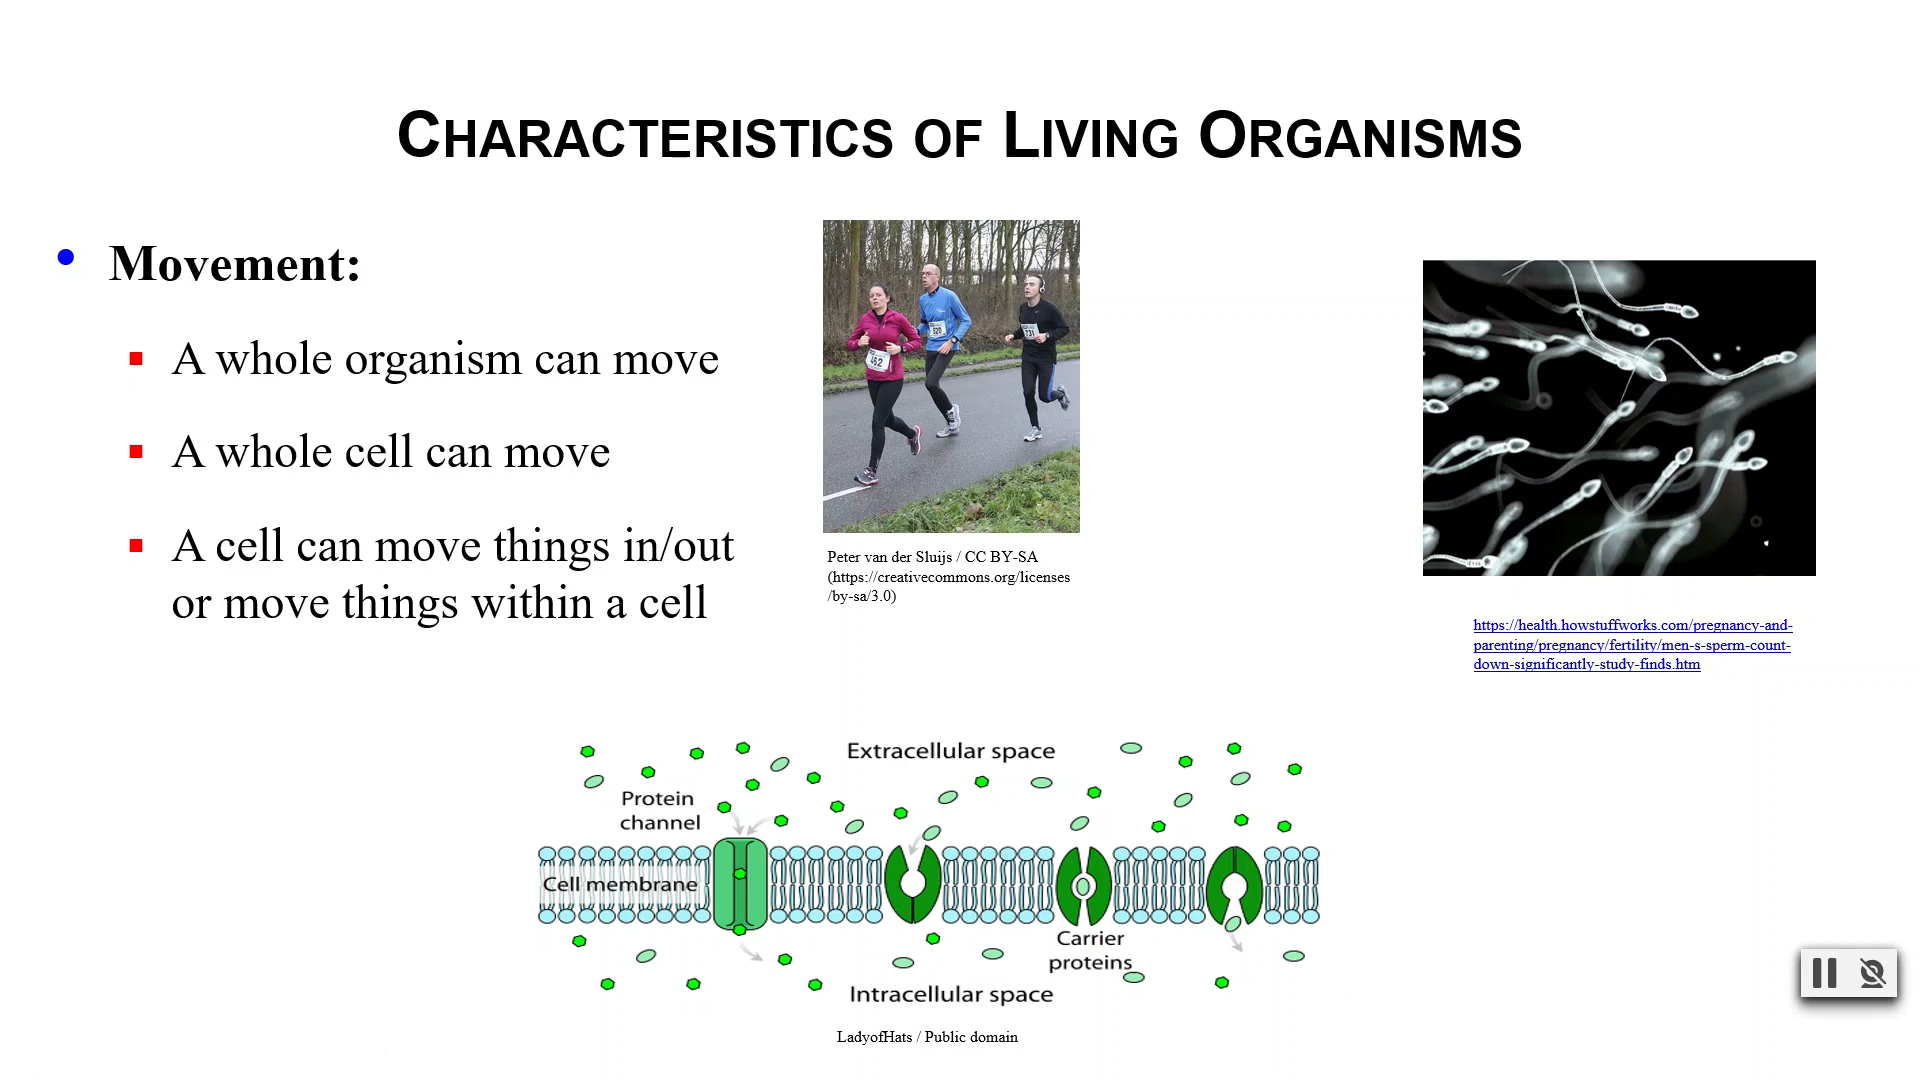 CHARACTERISTICS OF LIVING ORGANISMS
• Movement:
▪ A whole organism can move
▪ A whole cell can move
▪ A cell can move things in/out
or move things within a cell
462
520
731
Peter van der Sluijs / CC BY-SA
(https://creativecommons.org/licenses
/by-sa/3.0)
https://health.howstuffworks.com/pregnancy-and-
parenting/pregnancy/fertility/men-s-sperm-count-
down-significantly-study-finds.htm
Extracellular space
Protein
channel
Cell membrane
Carrier
proteins
Intracellular space
LadyofHats / Public domain